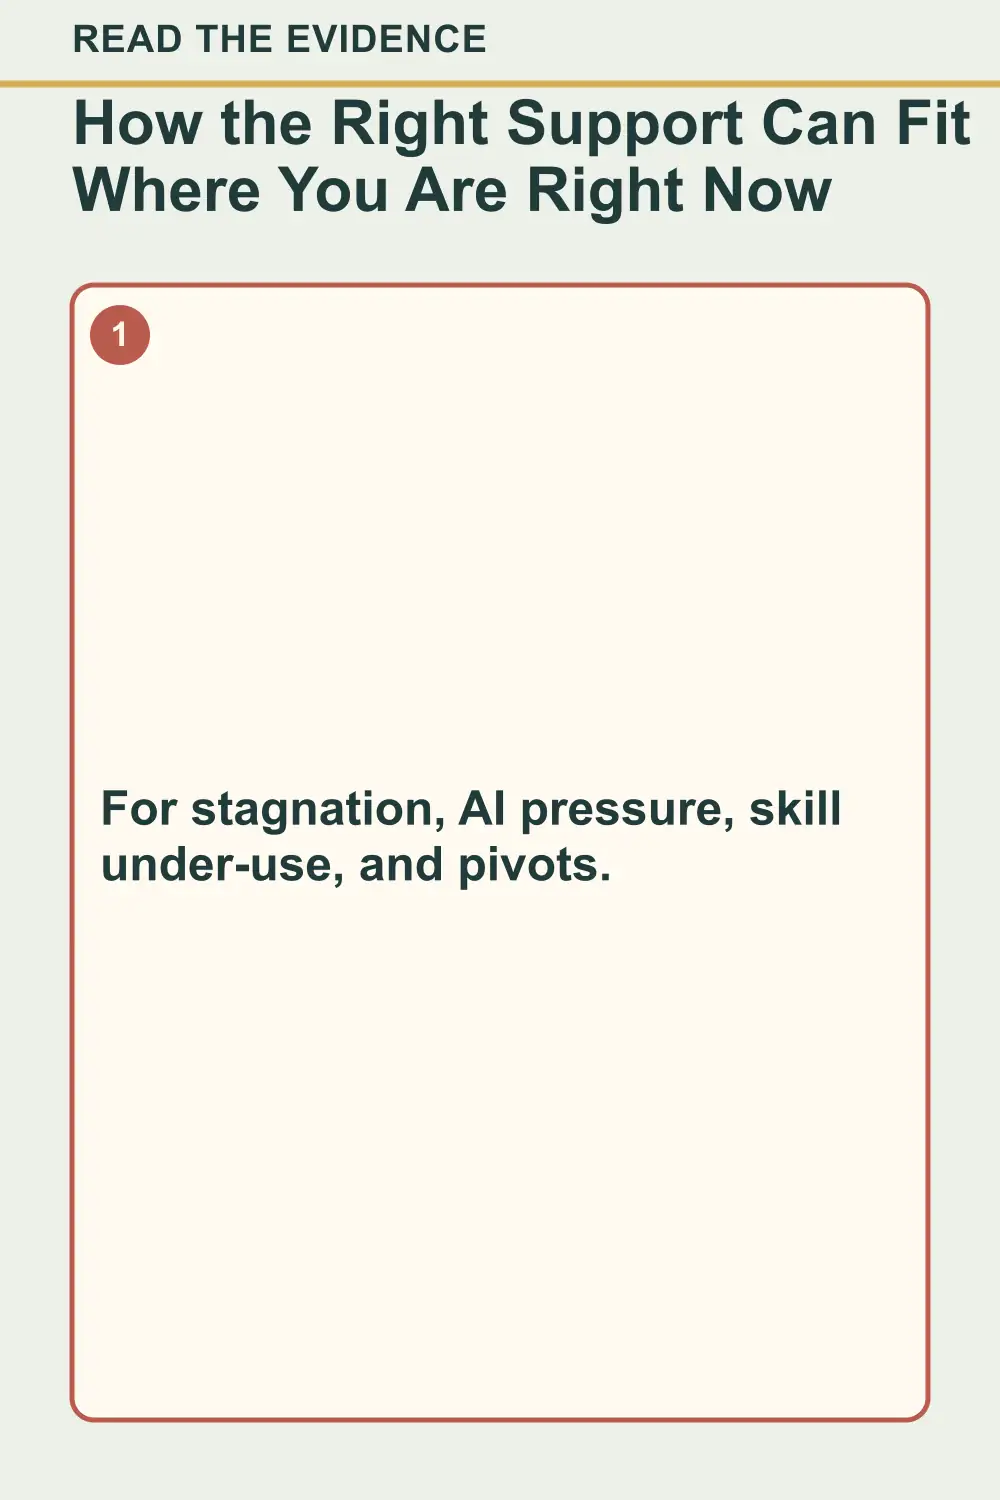 READ THE EVIDENCE
How the Right Support Can Fit
Where You Are Right Now
1
For stagnation, AI pressure, skill
under-use, and pivots.